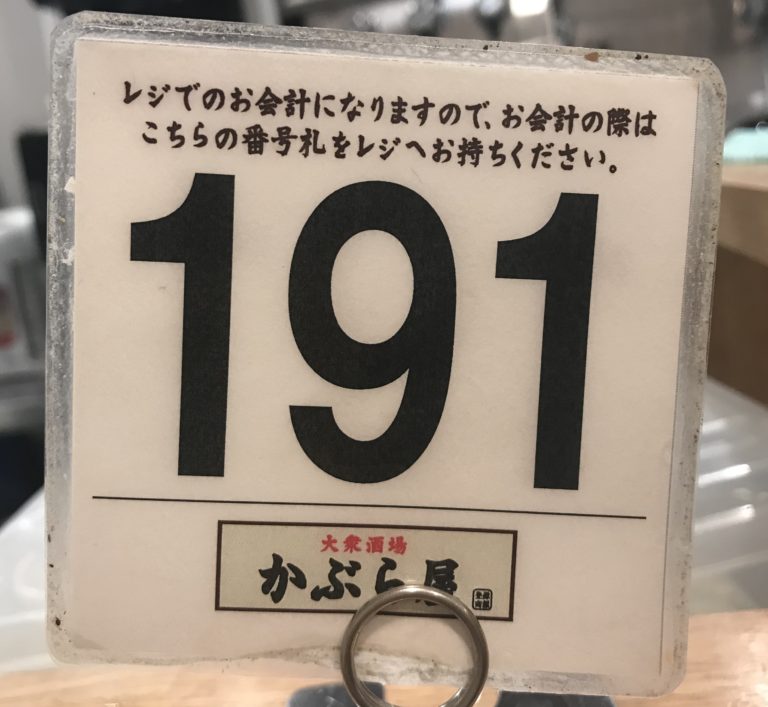 レジでのお会計になりますので、お会計の際は
こちらの番号札をレジへお持ちください。
191
大衆酒場
かぶら屋